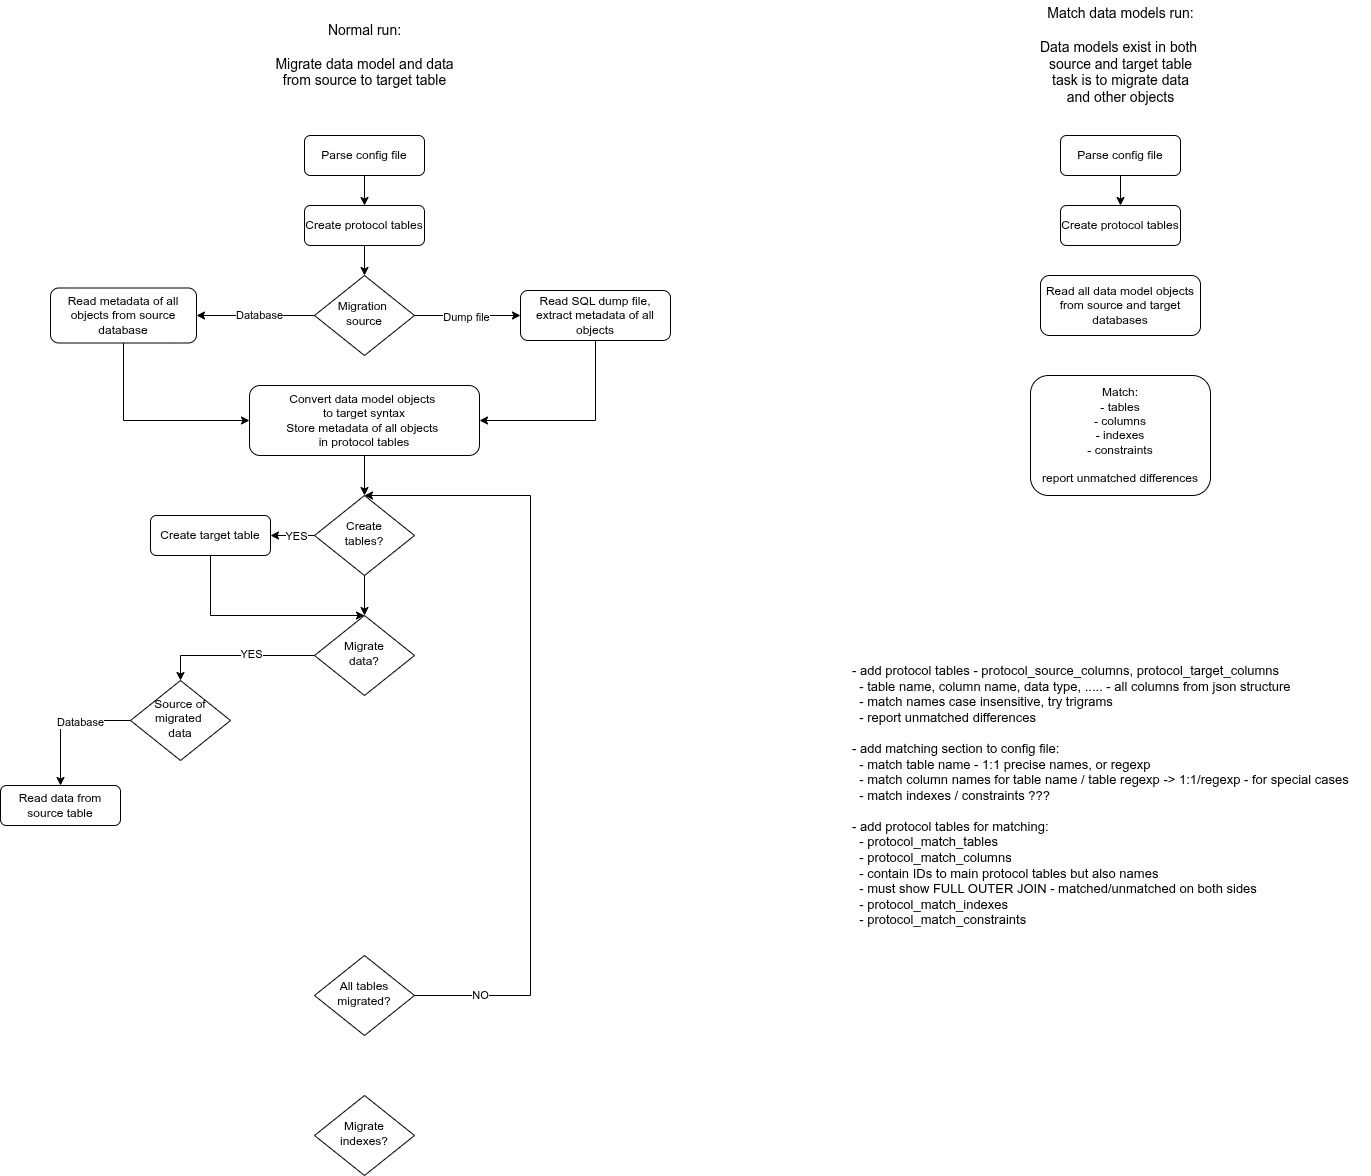 Normal run:
Migrate data model and data
from source to target table
Parse config file
Create protocol tables
Migration
source
Database
Dump file
Read metadata of all
objects from source
database
Read SQL dump file,
extract metadata of all
objects
Convert data model objects
to target syntax
Store metadata of all objects
in protocol tables
Create
tables?
YES
Create target table
Migrate
data?
YES
Source of
migrated
data
Database
Read data from
source table
All tables
migrated?
NO
Migrate
indexes?
Match data models run:
Data models exist in both
source and target table
task is to migrate data
and other objects
Parse config file
Create protocol tables
Read all data model objects
from source and target
databases
Match:
- tables
- columns
- indexes
- constraints
report unmatched differences
- add protocol tables - protocol_source_columns, protocol_target_columns
- table name, column name, data type, ..... - all columns from json structure
- match names case insensitive, try trigrams
- report unmatched differences
- add matching section to config file:
- match table name - 1:1 precise names, or regexp
- match column names for table name / table regexp -> 1:1/regexp - for special cases
- match indexes / constraints ???
- add protocol tables for matching:
- protocol_match_tables
- protocol_match_columns
- contain IDs to main protocol tables but also names
- must show FULL OUTER JOIN - matched/unmatched on both sides
- protocol_match_indexes
- protocol_match_constraints